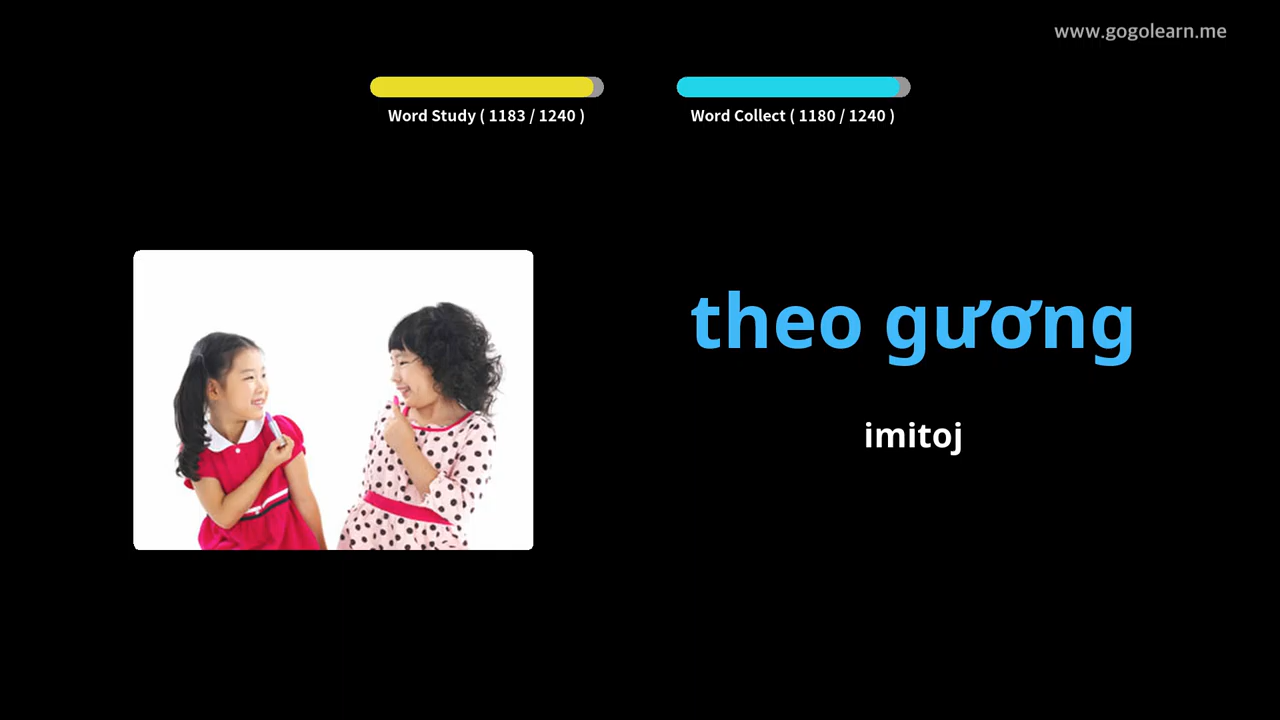 www.gogolearn.me
Word Study ( 1183 / 1240 )
Word Collect ( 1180 / 1240 )
theo gương
imitoj